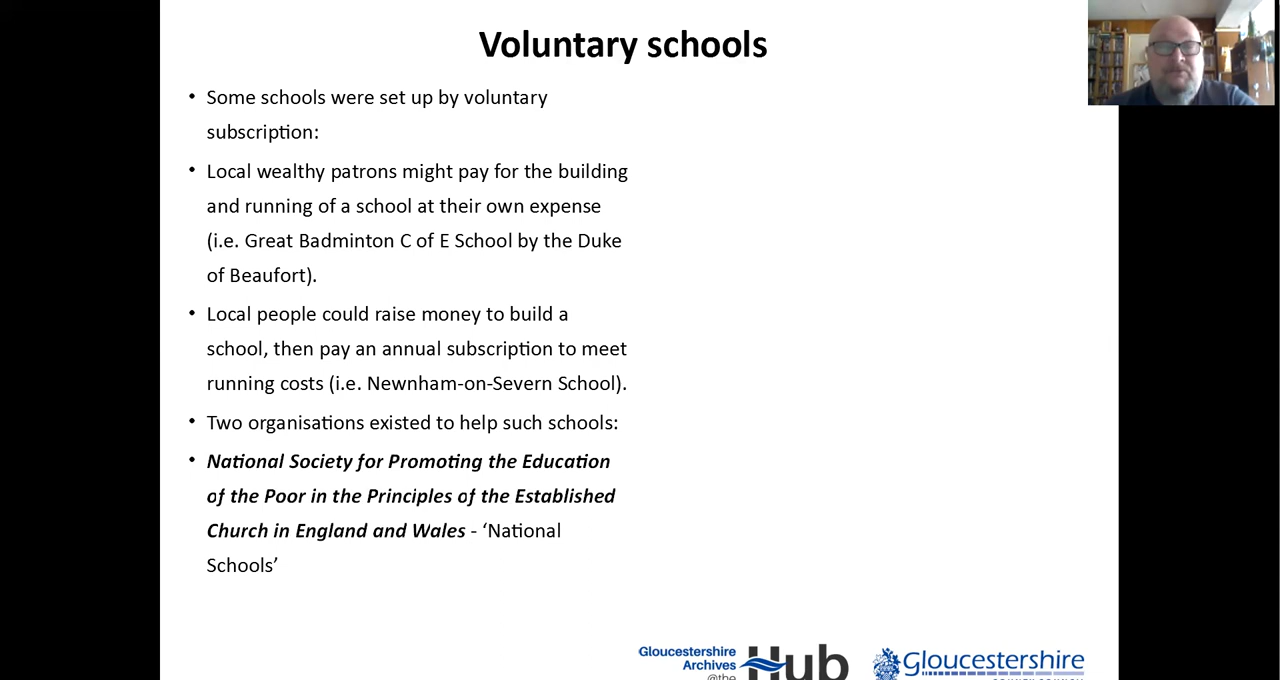 Voluntary schools
• Some schools were set up by voluntary
subscription:
• Local wealthy patrons might pay for the building
and running of a school at their own expense
(i.e. Great Badminton C of E School by the Duke
of Beaufort).
• Local people could raise money to build a
school, then pay an annual subscription to meet
running costs (i.e. Newnham-on-Severn School).
• Two organisations existed to help such schools:
• National Society for Promoting the Education
of the Poor in the Principles of the Established
Church in England and Wales - ‘National
Schools’
Gloucestershire
Archives
@the
Hub
Gloucestershire